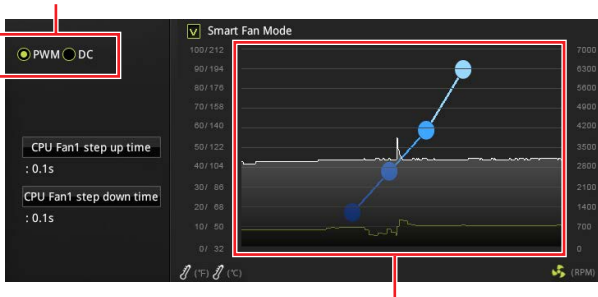 V Smart Fan Mode
PWM DC
100/212 7000
90/194 6300
80/176 5600
70/158 4900
60/140 4200
50/122 3500
40/104 2800
30/ 86 2100
20/ 68 1400
10/ 50 700
0/ 32 0
CPU Fan1 step up time
: 0.1s
CPU Fan1 step down time
: 0.1s
(°F) (°C) (RPM)